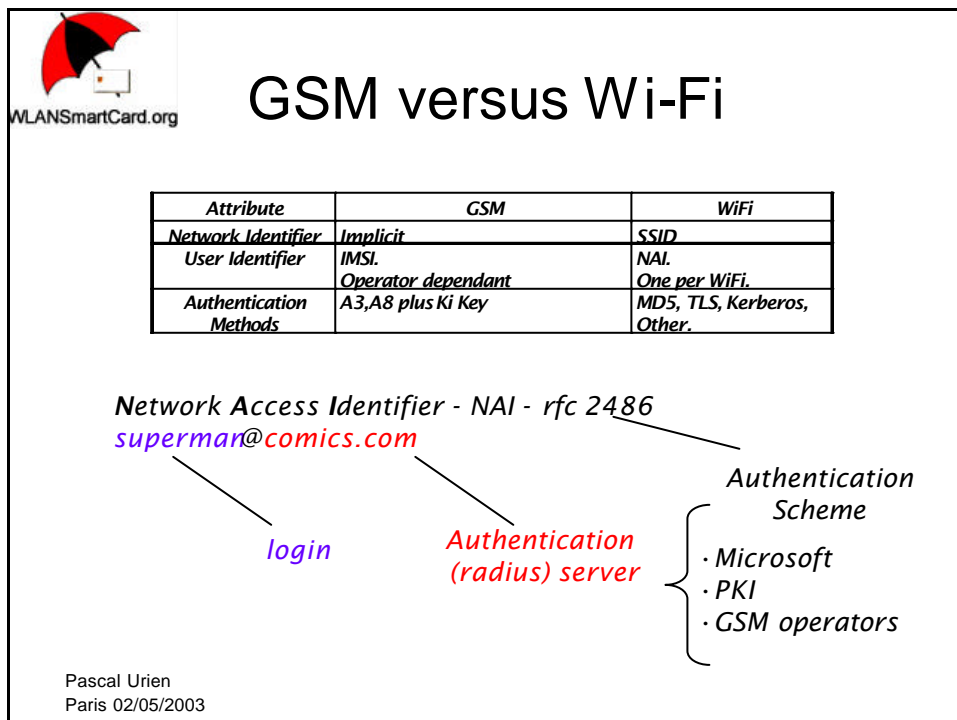 WLANSmartCard.org
GSM versus Wi-Fi
Attribute GSM WiFi
Network Identifier Implicit SSID
User Identifier IMSI. NAI.
Operator dependant One per WiFi.
Authentication A3,A8 plus Ki Key MD5, TLS, Kerberos,
Methods Other.
Network Access Identifier - NAI - rfc 2486
superman@comics.com
Authentication
Scheme
login
Authentication
(radius) server
· Microsoft
· PKI
· GSM operators
Pascal Urien
Paris 02/05/2003